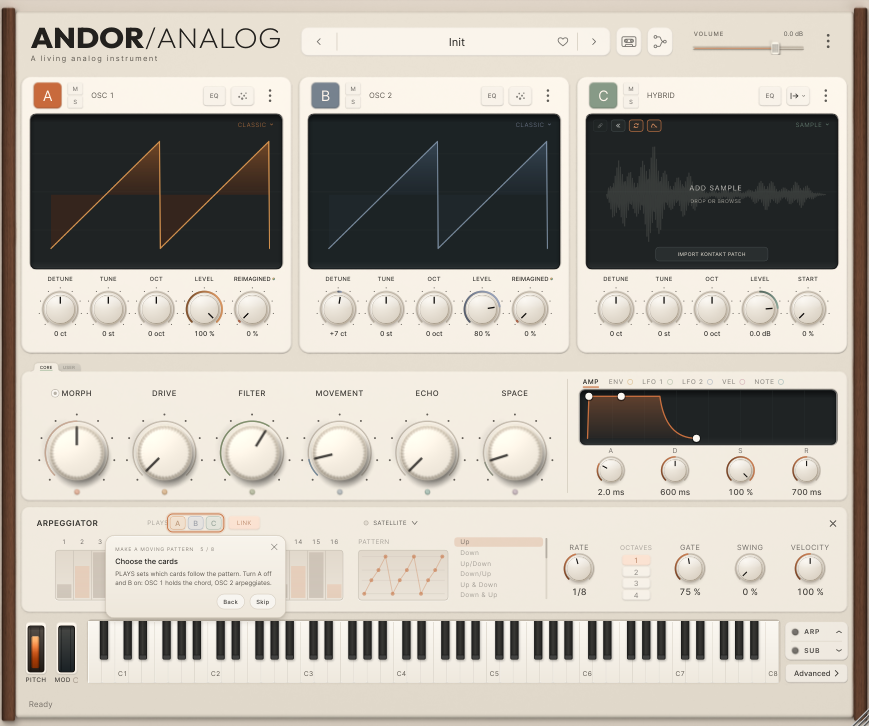 ANDOR/ANALOG
A living analog instrument
Init
VOLUME 0.0 dB
A M S OSC 1 EQ
CLASSIC
DETUNE TUNE OCT LEVEL REIMAGINED
0 ct 0 st 0 oct 100 % 0 %
B M S OSC 2 EQ
CLASSIC
DETUNE TUNE OCT LEVEL REIMAGINED
+7 ct 0 st 0 oct 80 % 0 %
C M S HYBRID EQ
SAMPLE
ADD SAMPLE
DROP OR BROWSE
IMPORT KONTAKT PATCH
DETUNE TUNE OCT LEVEL START
0 ct 0 st 0 oct 0.0 dB 0 %
CORE USER
MORPH DRIVE FILTER MOVEMENT ECHO SPACE
AMP ENV LFO 1 LFO 2 VEL NOTE
A D S R
2.0 ms 600 ms 100 % 700 ms
ARPEGGIATOR PLAYS A B C LINK SATELLITE
1 2 3 14 15 16
MAKE A MOVING PATTERN 5 / 9
Choose the cards
PLAYS sets which cards follow the pattern. Turn A off
and B on: OSC 1 holds the chord, OSC 2 arpeggiates.
Back Skip
PATTERN
Up
Down
Up/Down
Down/Up
Up & Down
Down & Up
RATE OCTAVES GATE SWING VELOCITY
1
2
3
4
1/8 75 % 0 % 100 %
PITCH MOD
C1 C2 C3 C4 C5 C6 C7 C8
ARP
SUB
Advanced
Ready